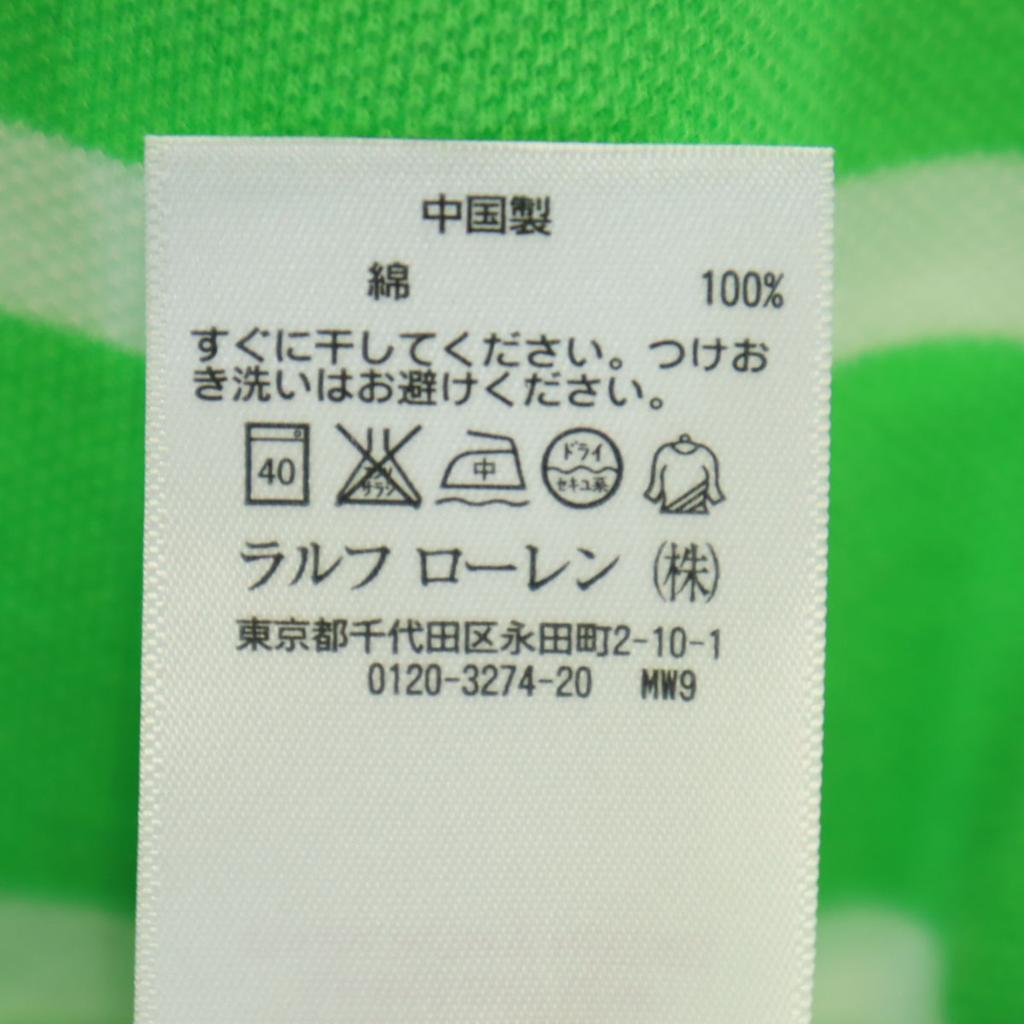 中国製
綿 100%
すぐに干してください。つけお
き洗いはお避けください。
40 エンソ サラシ 中 ドライ セキユ系
ラルフ ローレン (株)
東京都千代田区永田町2-10-1
0120-3274-20 MW9